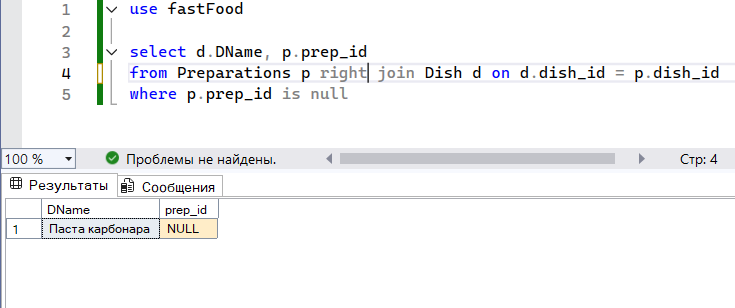 1 use fastFood
2
3 select d.DName, p.prep_id
4 from Preparations p right join Dish d on d.dish_id = p.dish_id
5 where p.prep_id is null
100 % Проблемы не найдены. Стр: 4
Результаты Сообщения
DName prep_id
1 Паста карбонара NULL